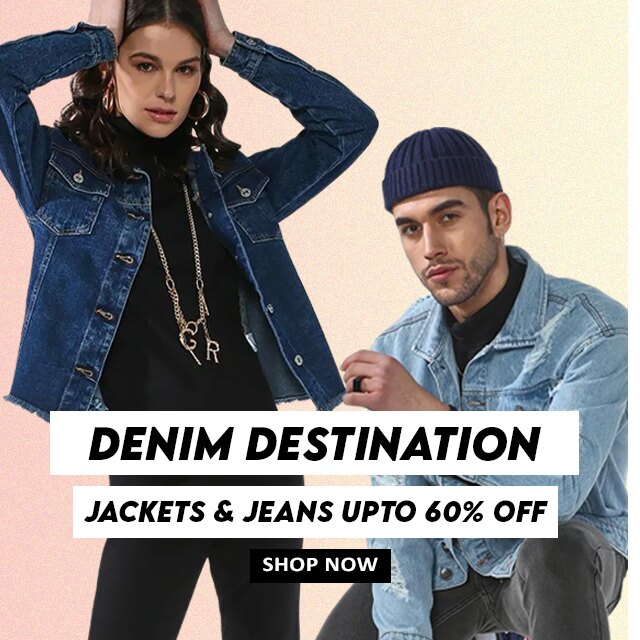 G R
DENIM DESTINATION
JACKETS & JEANS UPTO 60% OFF
SHOP NOW